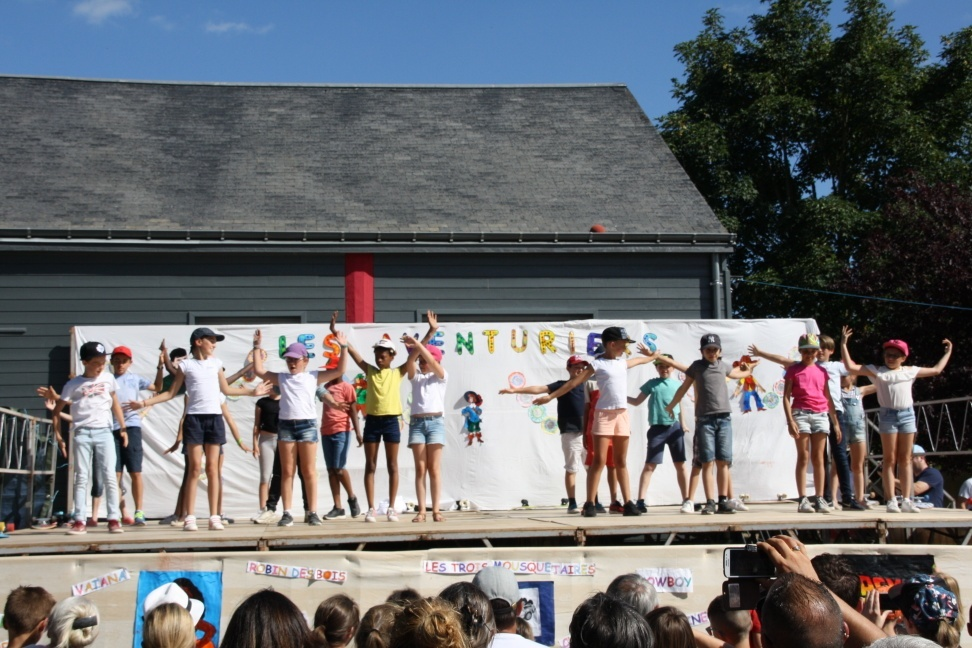 LES AVENTURIERS
VAIANA
ROBIN DES BOIS
LES TROIS MOUSQUETAIRES
COWBOY